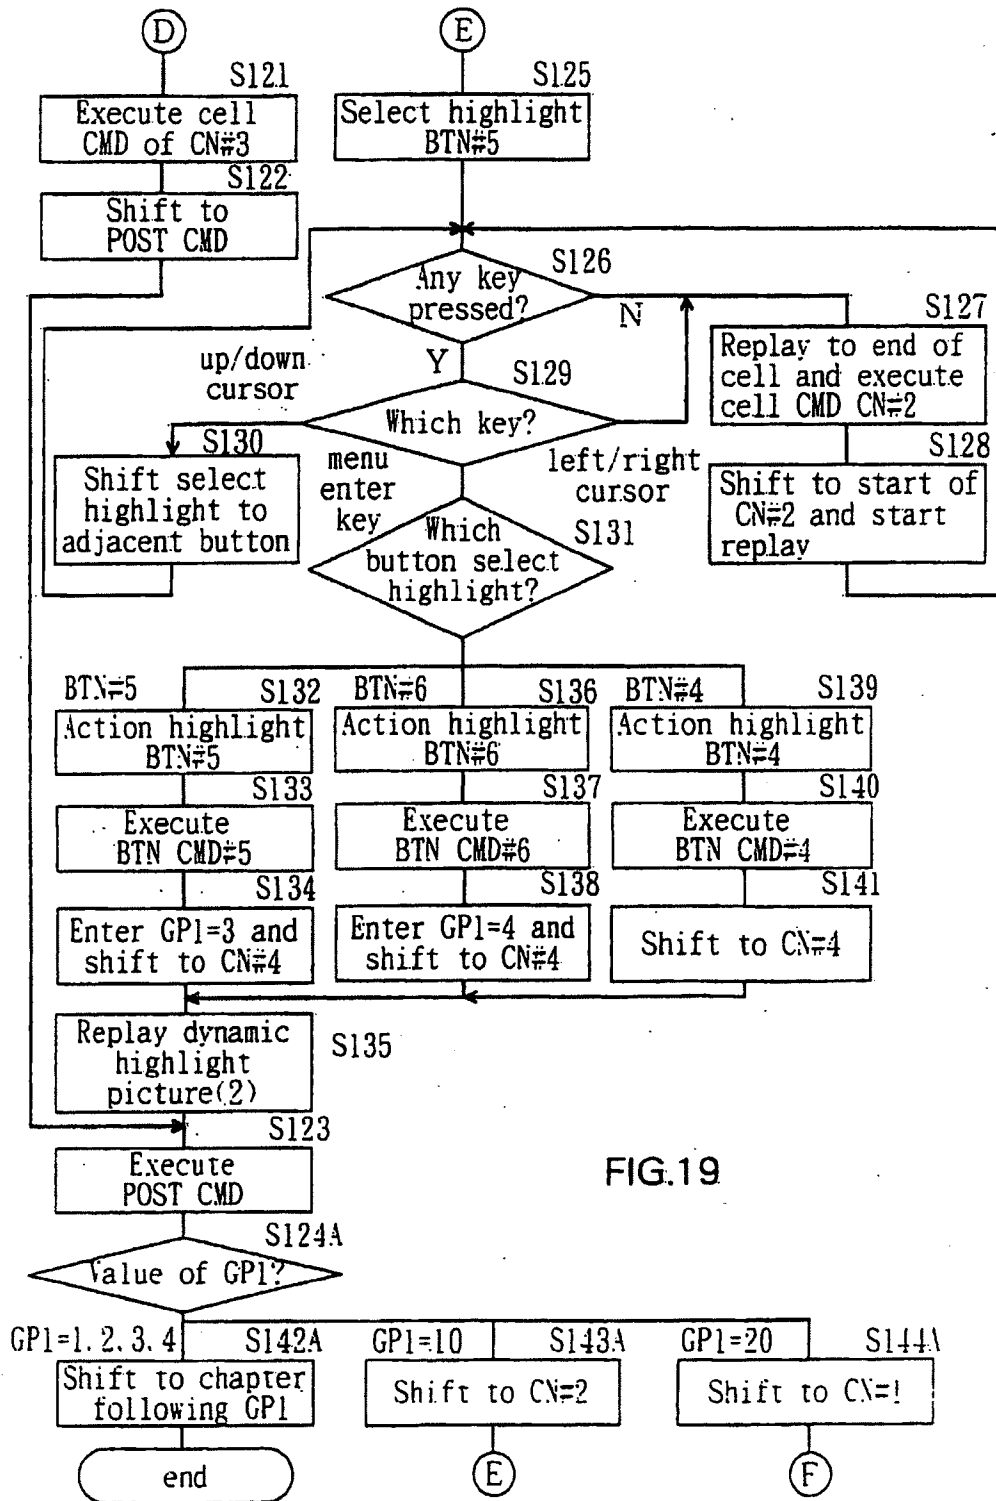 D
E
S121
Execute cell
CMD of CN#3
S122
Shift to
POST CMD
S125
Select highlight
BTN#5
S126
Any key
pressed?
N
Y
S127
Replay to end of
cell and execute
cell CMD CN#2
S128
Shift to start of
CN#2 and start
replay
up/down
cursor
S129
Which key?
S130
Shift select
highlight to
adjacent button
menu
enter
key
left/right
cursor
S131
Which
button select
highlight?
BTN#5
S132
Action highlight
BTN#5
S133
Execute
BTN CMD#5
S134
Enter GP1=3 and
shift to CN#4
BTN#6
S136
Action highlight
BTN#6
S137
Execute
BTN CMD#6
S138
Enter GP1=4 and
shift to CN#4
BTN#4
S139
Action highlight
BTN#4
S140
Execute
BTN CMD#4
S141
Shift to CN#4
Replay dynamic
highlight
picture(2)
S135
S123
Execute
POST CMD
FIG.19
S124A
Value of GP1?
GP1=1.2.3.4
S142A
Shift to chapter
following GP1
end
GP1=10
S143A
Shift to CN#2
E
GP1=20
S144A
Shift to CN#1
F